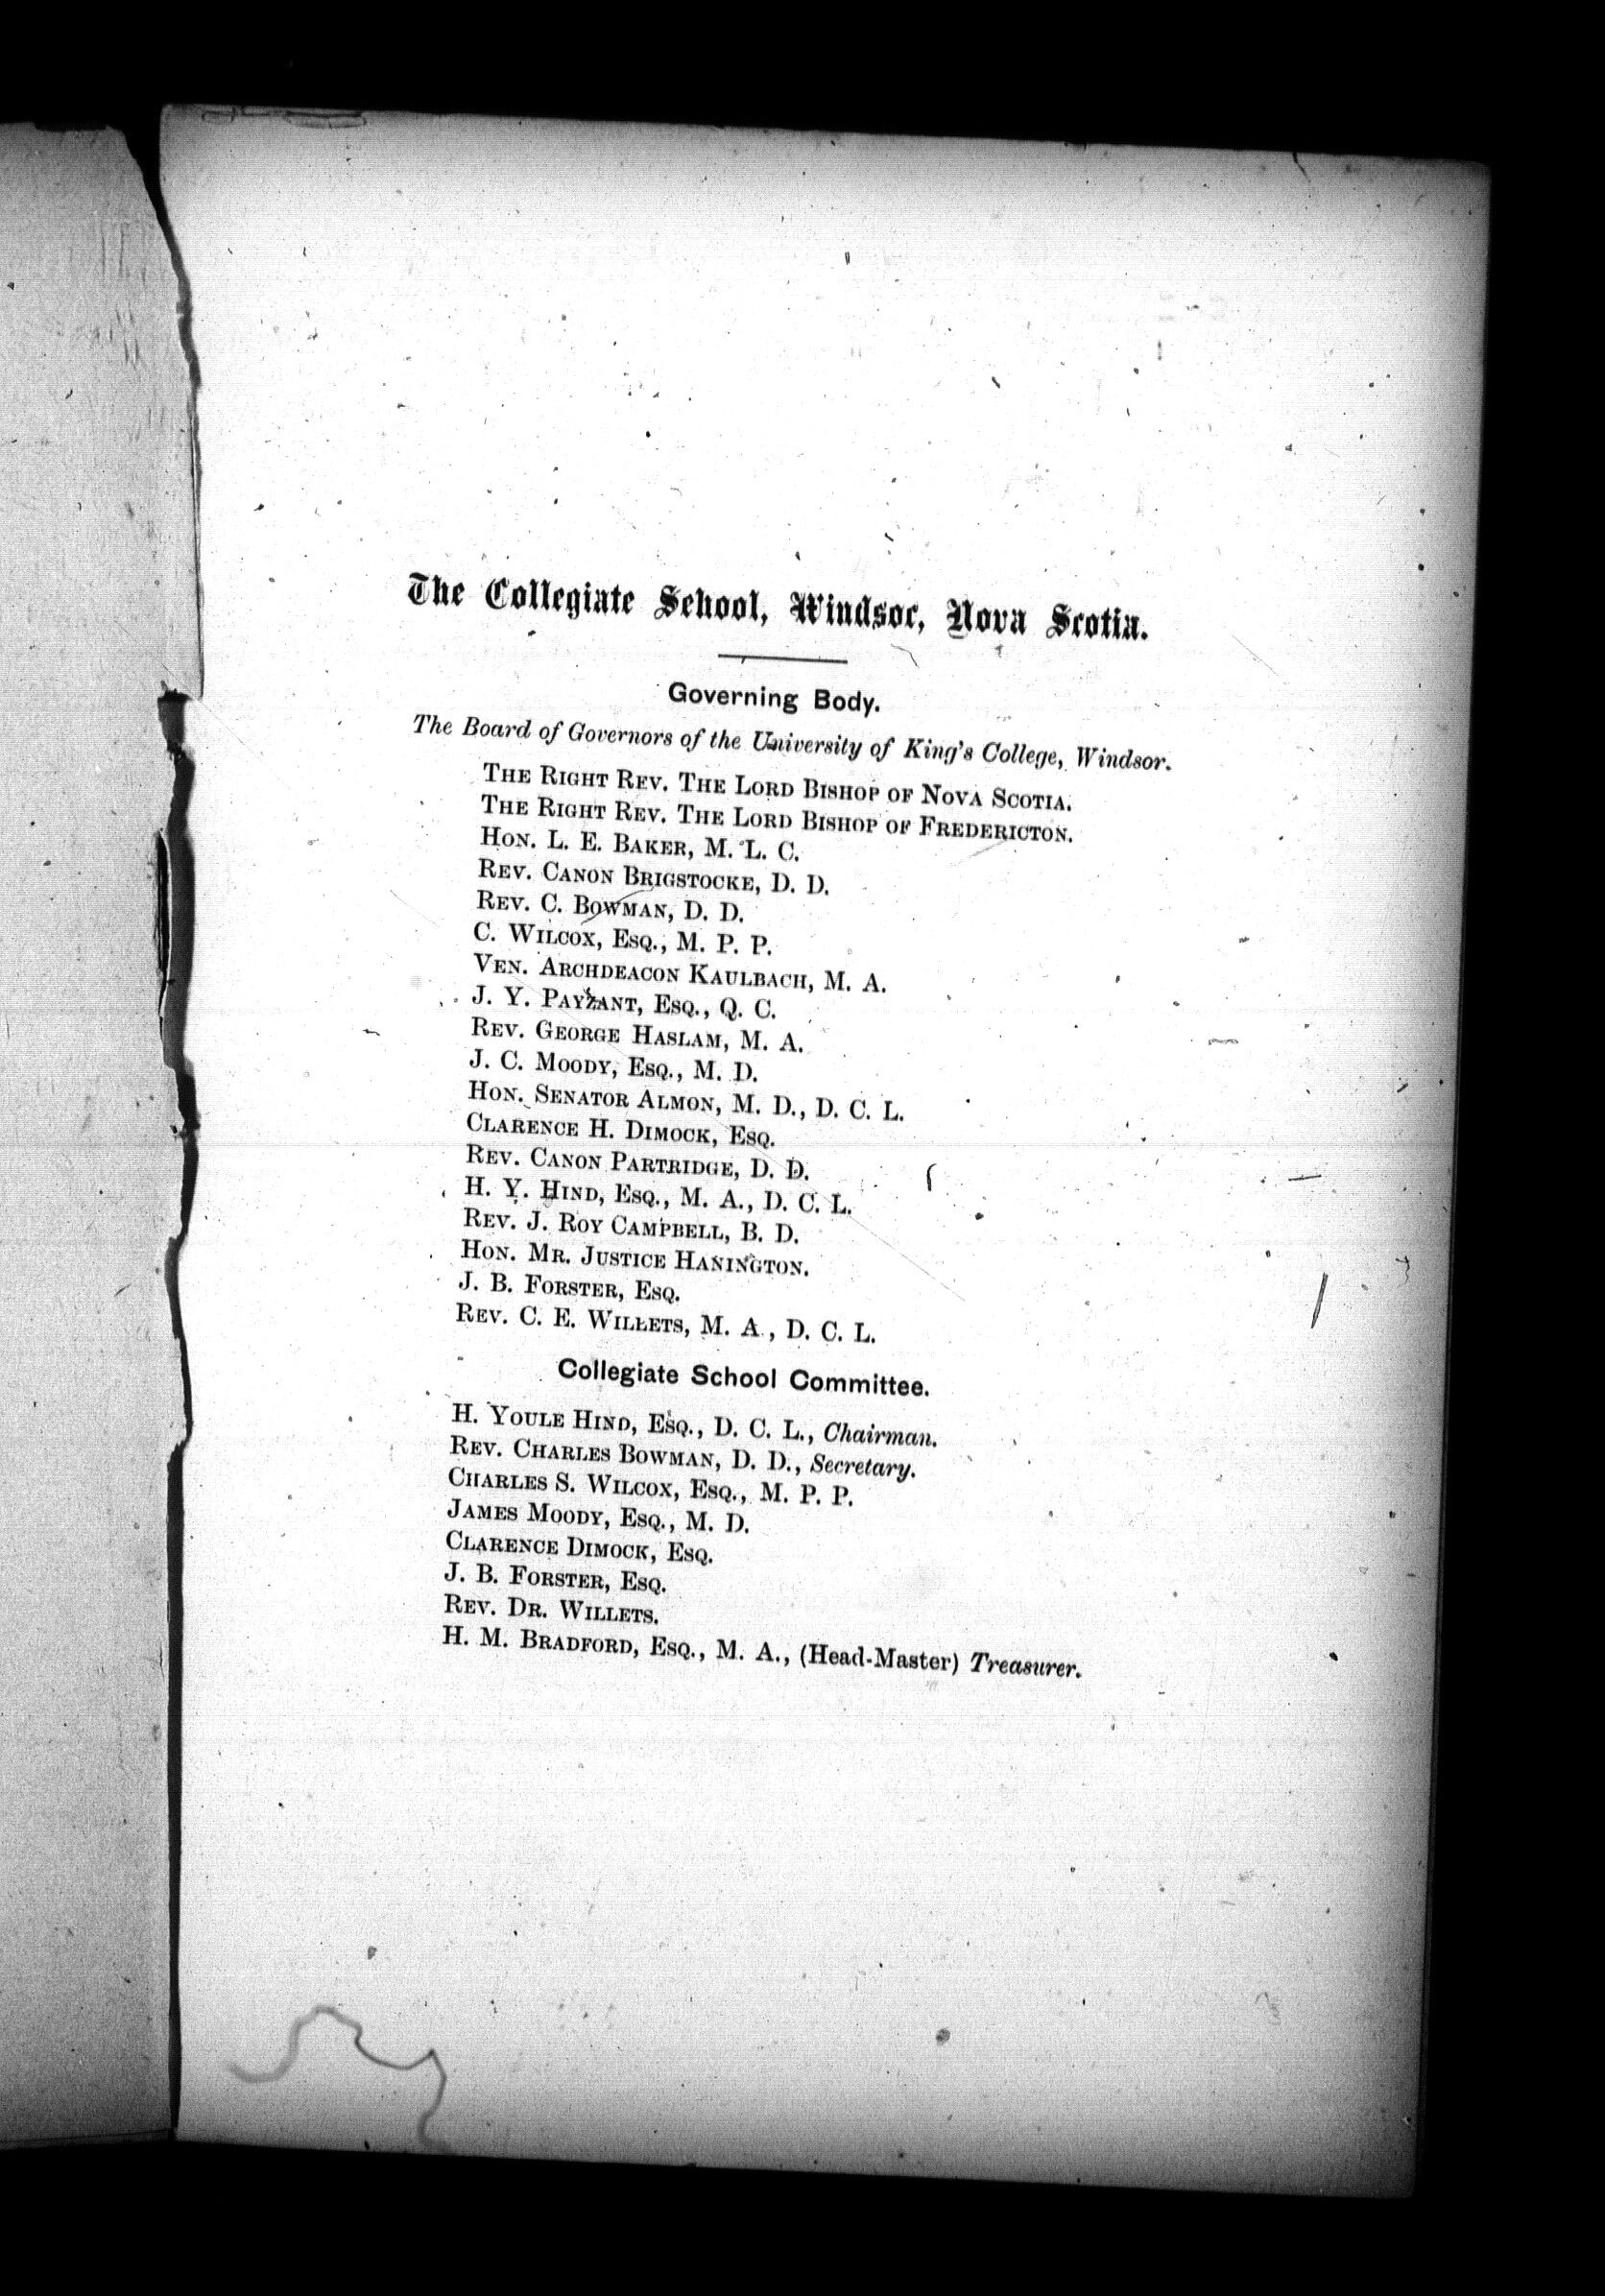 The Collegiate School, Windsor, Nova Scotia.
Governing Body.
The Board of Governors of the University of King's College, Windsor.
THE RIGHT REV. THE LORD BISHOP OF NOVA SCOTIA.
THE RIGHT REV. THE LORD BISHOP OF FREDERICTON.
HON. L. E. BAKER, M. L. C.
REV. CANON BRIGSTOCKE, D. D.
REV. C. BOWMAN, D. D.
C. WILCOX, ESQ., M. P. P.
VEN. ARCHDEACON KAULBACH, M. A.
J. Y. PAYZANT, ESQ., Q. C.
REV. GEORGE HASLAM, M. A.
J. C. MOODY, ESQ., M. D.
HON. SENATOR ALMON, M. D., D. C. L.
CLARENCE H. DIMOCK, ESQ.
REV. CANON PARTRIDGE, D. D.
H. Y. HIND, ESQ., M. A., D. C. L.
REV. J. ROY CAMPBELL, B. D.
HON. MR. JUSTICE HANINGTON.
J. B. FORSTER, ESQ.
REV. C. E. WILLETS, M. A., D. C. L.
Collegiate School Committee.
H. YOULE HIND, ESQ., D. C. L., Chairman.
REV. CHARLES BOWMAN, D. D., Secretary.
CHARLES S. WILCOX, ESQ., M. P. P.
JAMES MOODY, ESQ., M. D.
CLARENCE DIMOCK, ESQ.
J. B. FORSTER, ESQ.
REV. DR. WILLETS.
H. M. BRADFORD, ESQ., M. A., (Head-Master) Treasurer.